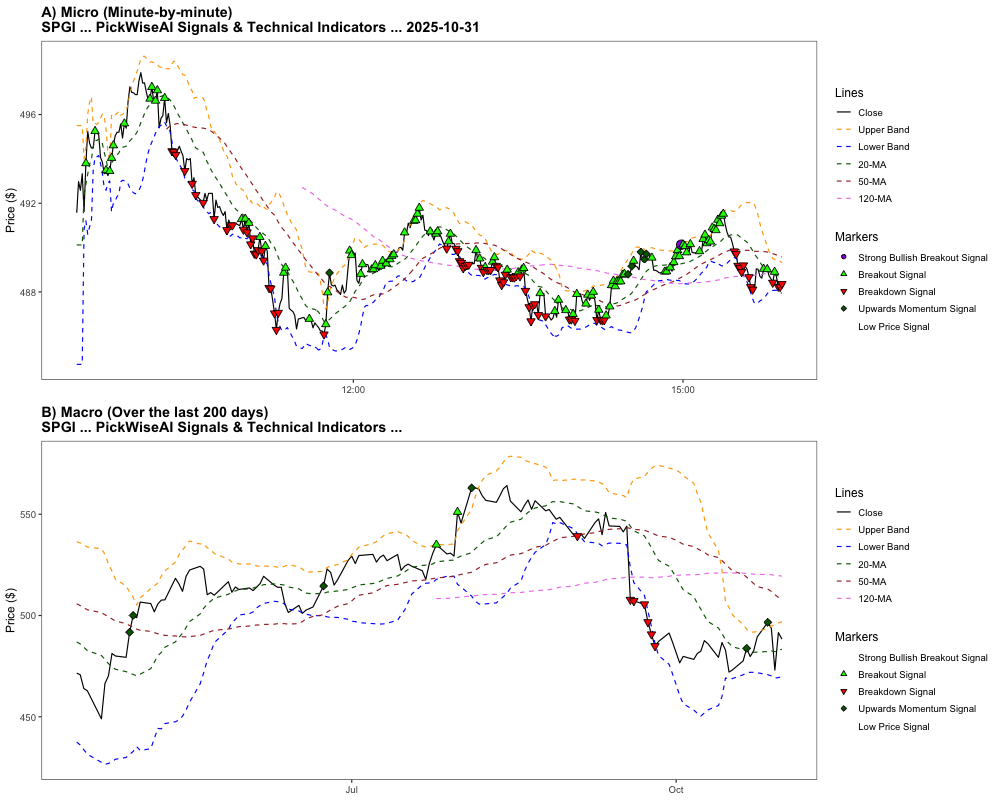 A) Micro (Minute-by-minute)
SPGI ... PickWiseAI Signals & Technical Indicators ... 2025-10-31
Price ($)
496
492
488
12:00
15:00
Lines
Close
Upper Band
Lower Band
20-MA
50-MA
120-MA
Markers
Strong Bullish Breakout Signal
Breakout Signal
Breakdown Signal
Upwards Momentum Signal
Low Price Signal
B) Macro (Over the last 200 days)
SPGI ... PickWiseAI Signals & Technical Indicators ...
Price ($)
550
500
450
Jul
Oct
Lines
Close
Upper Band
Lower Band
20-MA
50-MA
120-MA
Markers
Strong Bullish Breakout Signal
Breakout Signal
Breakdown Signal
Upwards Momentum Signal
Low Price Signal